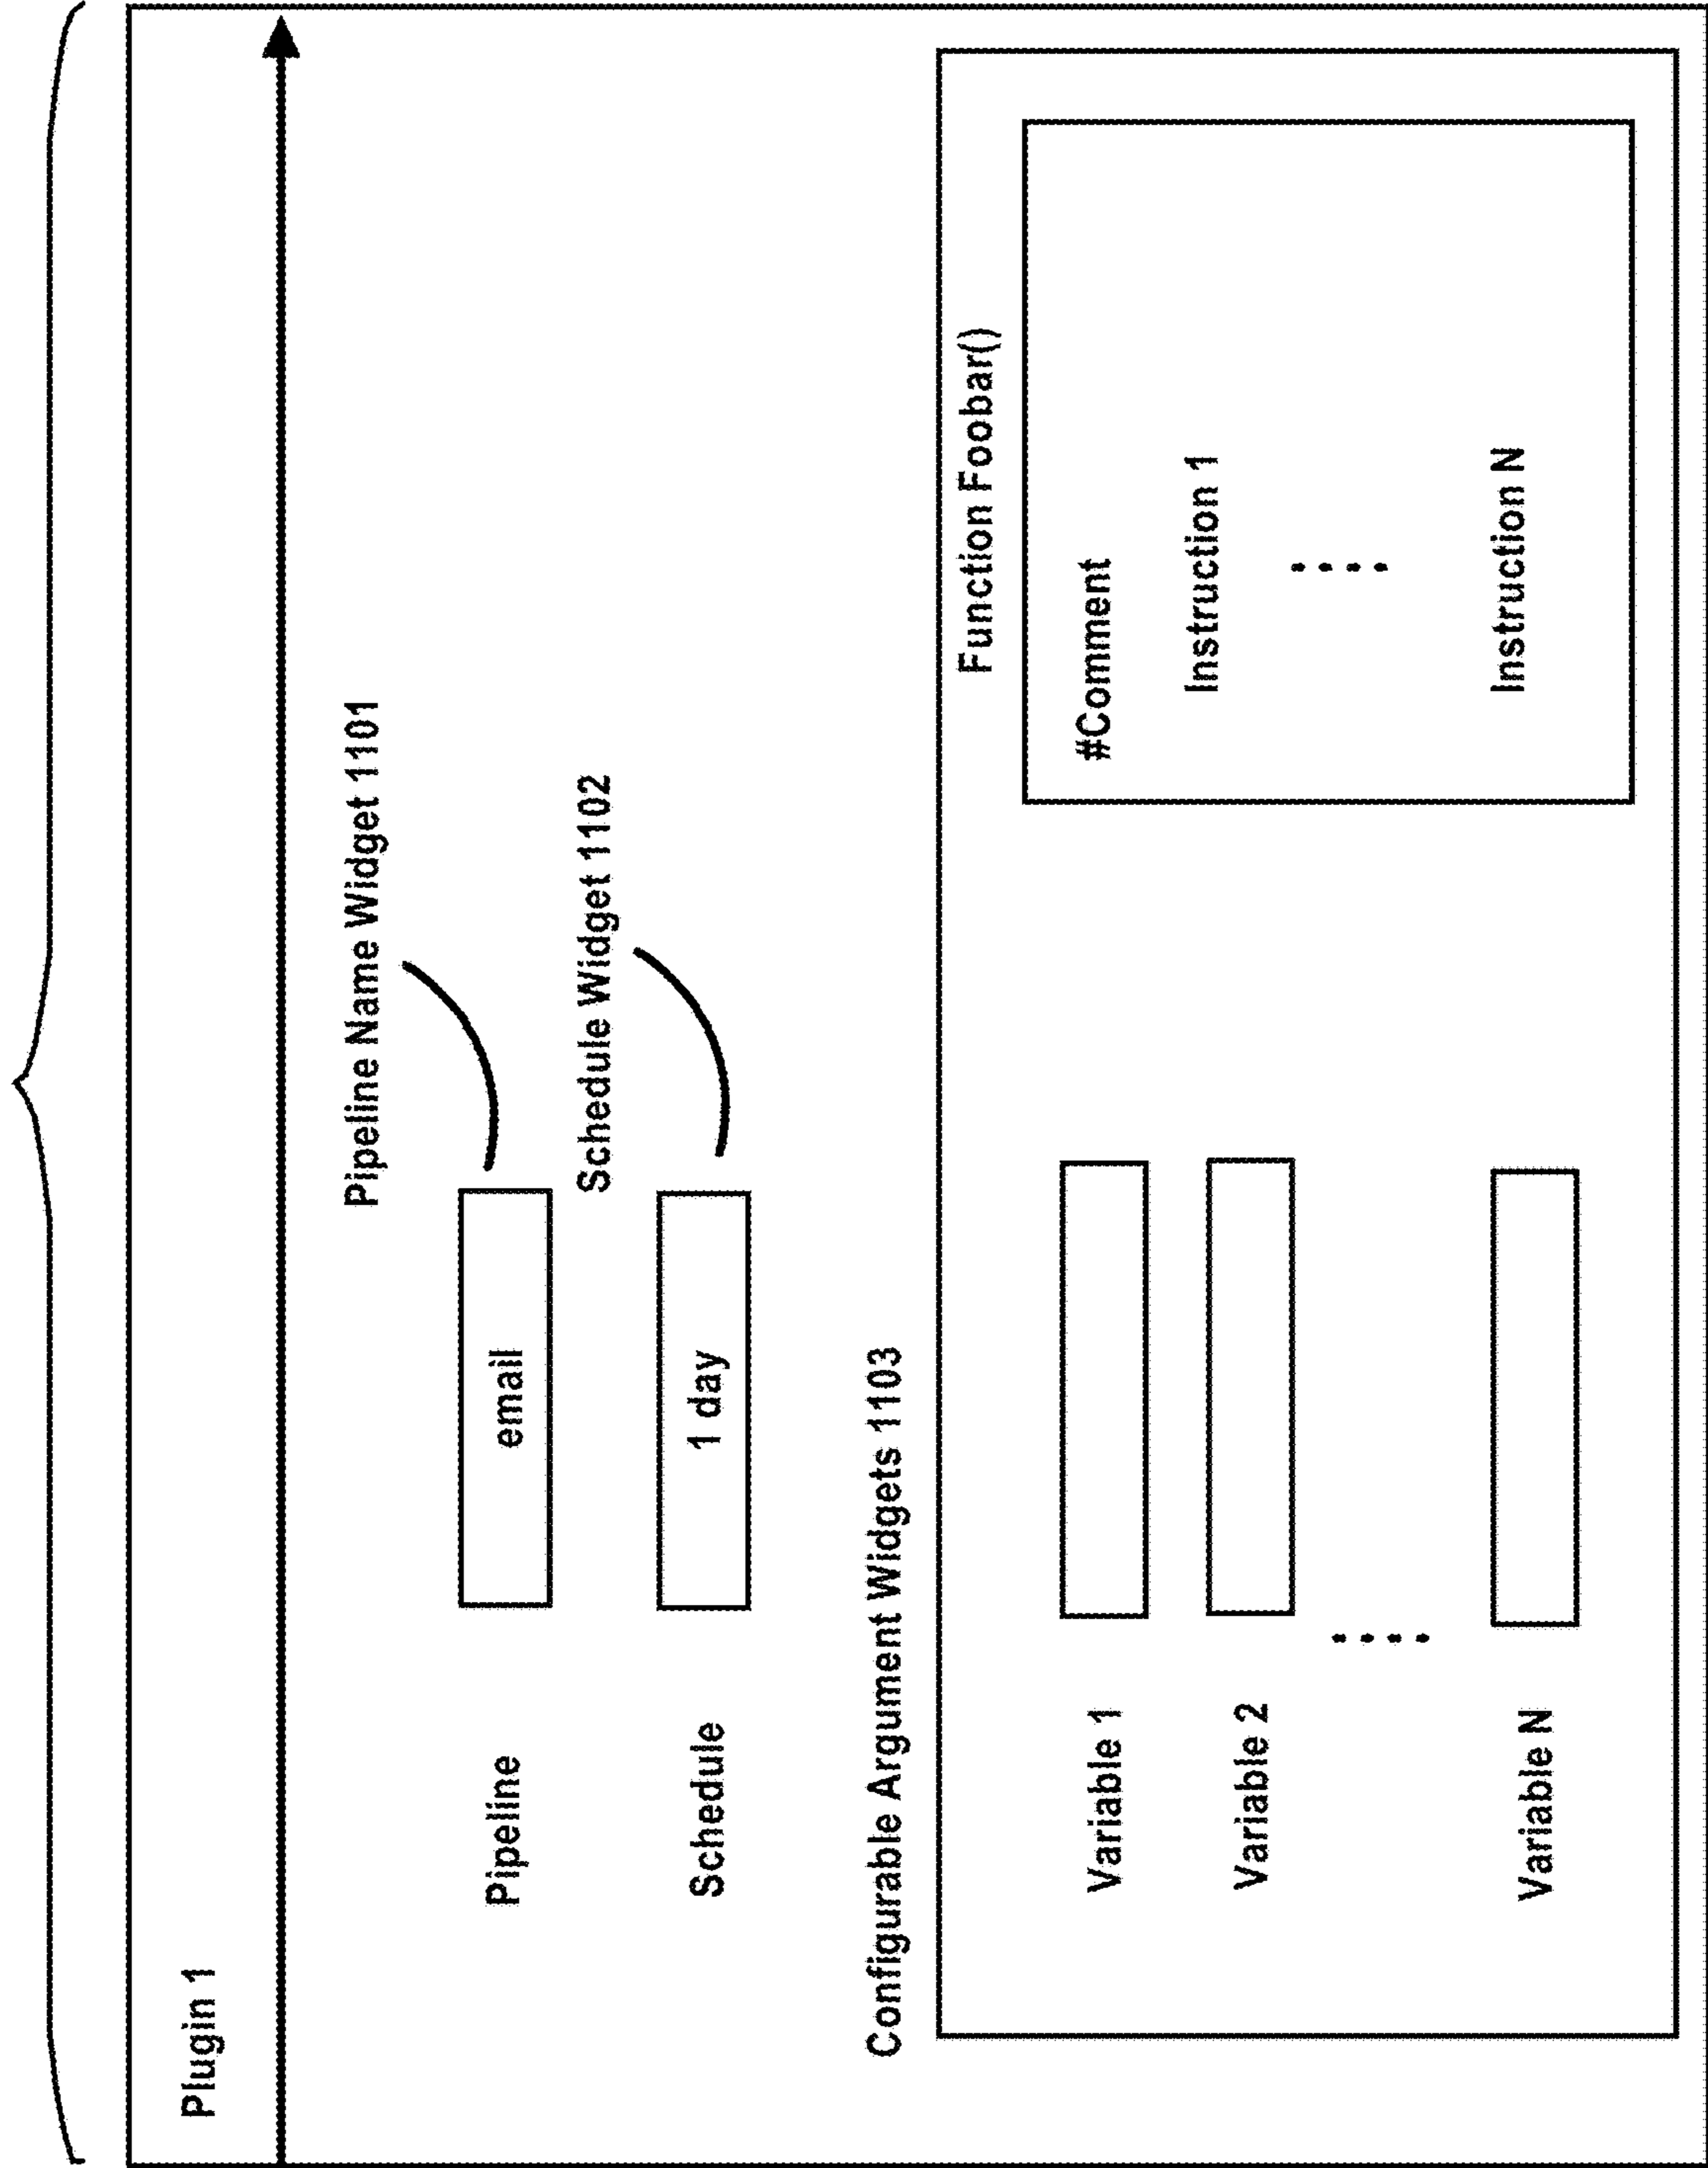 Plugin 1
Pipeline Name Widget 1101
Pipeline
email
Schedule Widget 1102
Schedule
1 day
Configurable Argument Widgets 1103
Function Foobar()
Variable 1
Variable 2
....
Variable N
#Comment
Instruction 1
....
Instruction N